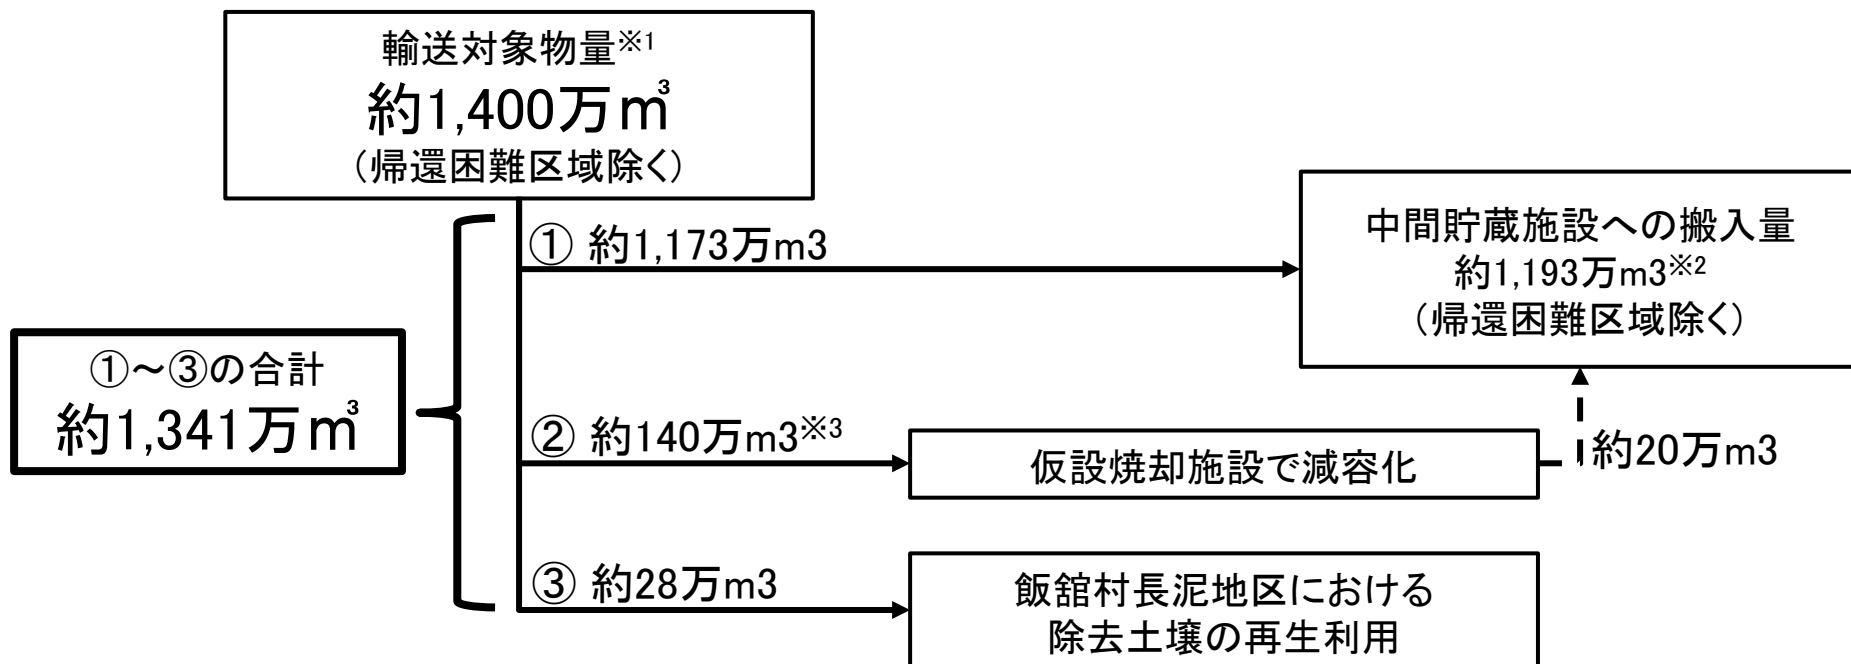 輸送対象物量※1
約1,400万㎥
(帰還困難区域除く)
① 約1,173万m3
中間貯蔵施設への搬入量
約1,193万m3※2
(帰還困難区域除く)
①～③の合計
約1,341万㎥
② 約140万m3※3
仮設焼却施設で減容化
約20万m3
③ 約28万m3
飯舘村長泥地区における
除去土壌の再生利用